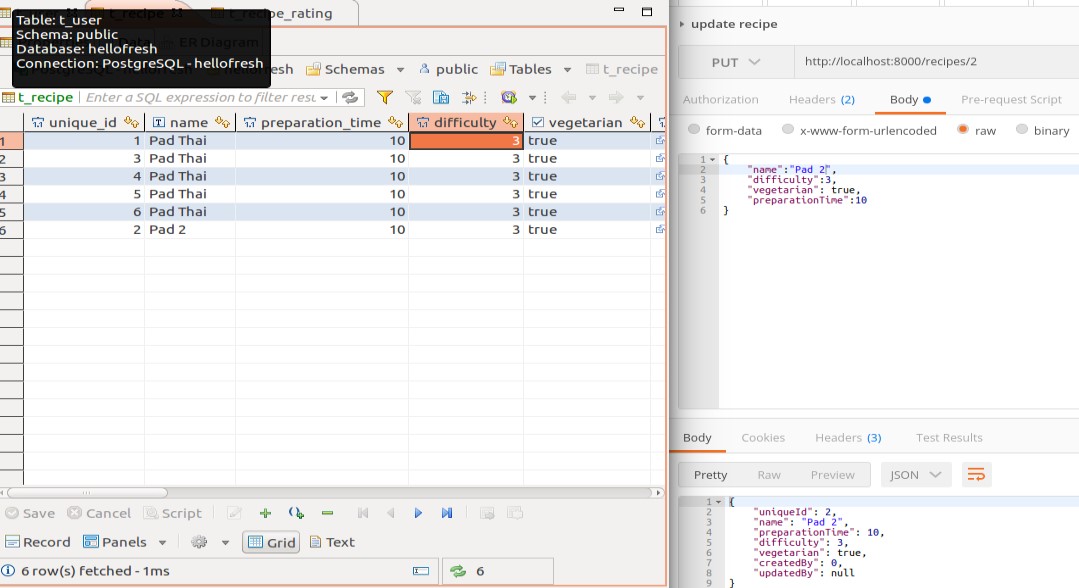 t_recipe
t_recipe_rating
Table: t_user
Schema: public
Database: hellofresh
Connection: PostgreSQL - hellofresh
ER Diagram
esh Schemas public Tables t_recipe
t_recipe Enter a SQL expression to filter resu
unique_id name preparation_time difficulty vegetarian
1 1 Pad Thai 10 3 true
2 3 Pad Thai 10 3 true
3 4 Pad Thai 10 3 true
4 5 Pad Thai 10 3 true
5 6 Pad Thai 10 3 true
6 2 Pad 2 10 3 true
Save Cancel Script
Record Panels Grid Text
6 row(s) fetched - 1ms 6
update recipe
PUT http://localhost:8000/recipes/2
Authorization Headers (2) Body Pre-request Script
form-data x-www-form-urlencoded raw binary
1 {
2 "name":"Pad 2",
3 "difficulty":3,
4 "vegetarian": true,
5 "preparationTime":10
6 }
Body Cookies Headers (3) Test Results
Pretty Raw Preview JSON
1 {
2 "uniqueId": 2,
3 "name": "Pad 2",
4 "preparationTime": 10,
5 "difficulty": 3,
6 "vegetarian": true,
7 "createdBy": 0,
8 "updatedBy": null
9 }